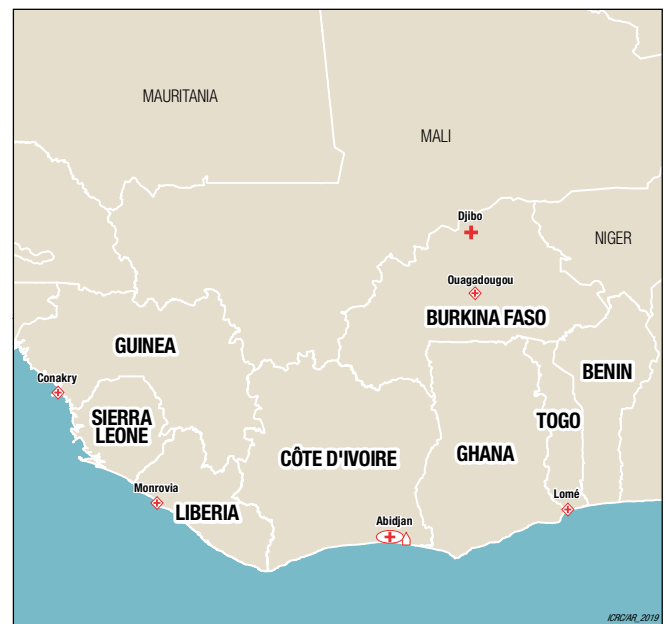 MAURITANIA
MALI
Djibo
NIGER
Ouagadougou
BURKINA FASO
GUINEA
BENIN
Conakry
SIERRA
LEONE
TOGO
GHANA
CÔTE D'IVOIRE
Monrovia
Lomé
LIBERIA
Abidjan
ICRC/AR_2019